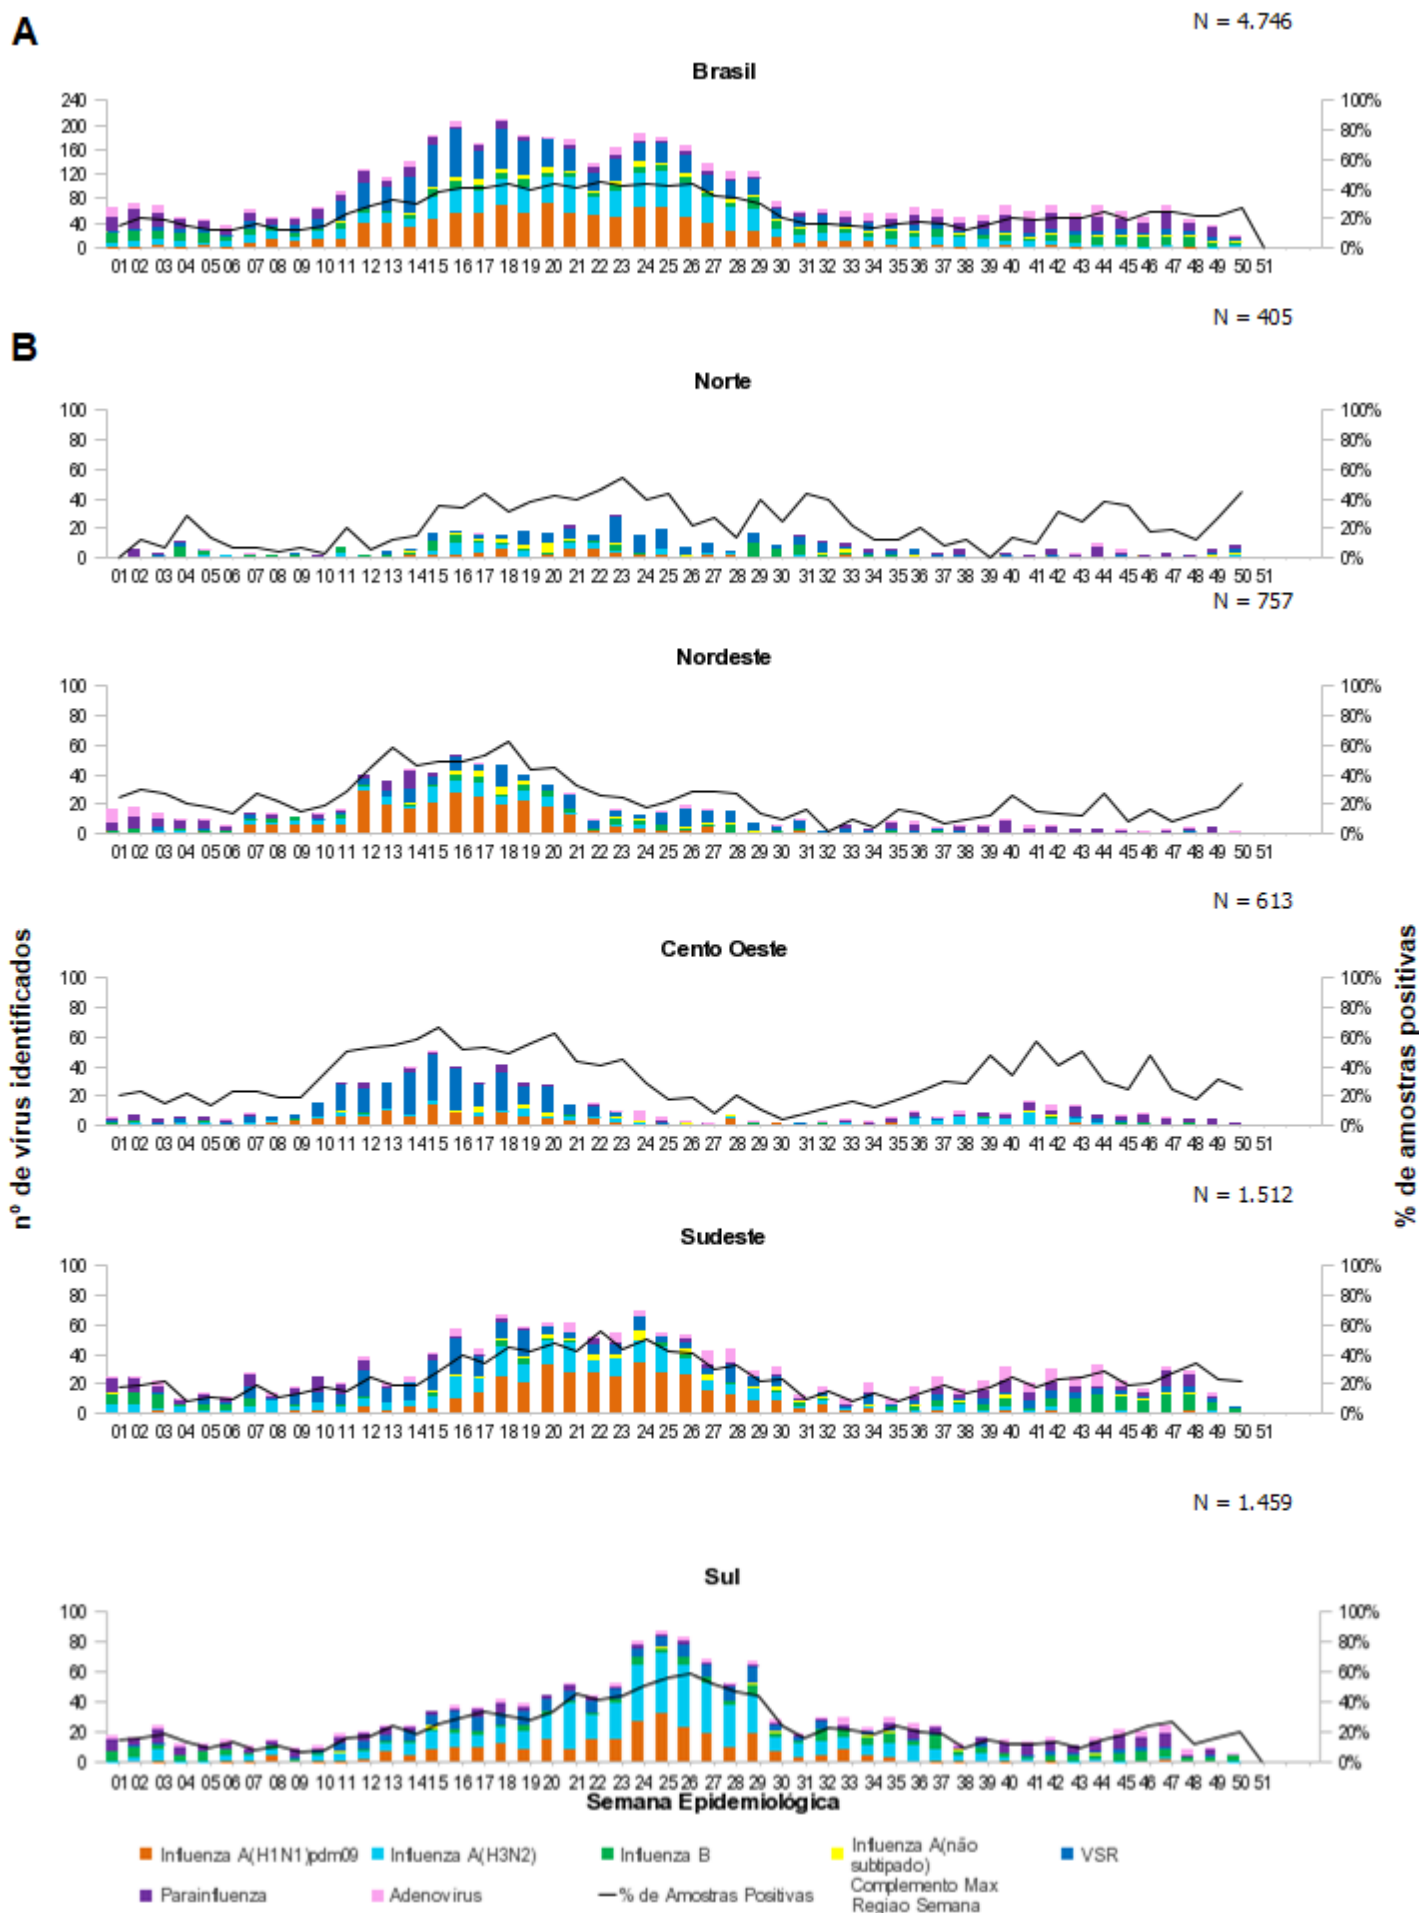 A
N = 4.746
Brasil
240 100%
200 80%
160
120 60%
80 40%
40 20%
0 0%
01 02 03 04 05 06 07 08 09 10 11 12 13 14 15 16 17 18 19 20 21 22 23 24 25 26 27 28 29 30 31 32 33 34 35 36 37 38 39 40 41 42 43 44 45 46 47 48 49 50 51
N = 405
B
Norte
100 100%
80 80%
60 60%
40 40%
20 20%
0 0%
01 02 03 04 05 06 07 08 09 10 11 12 13 14 15 16 17 18 19 20 21 22 23 24 25 26 27 28 29 30 31 32 33 34 35 36 37 38 39 40 41 42 43 44 45 46 47 48 49 50 51
N = 757
Nordeste
100 100%
80 80%
60 60%
40 40%
20 20%
0 0%
01 02 03 04 05 06 07 08 09 10 11 12 13 14 15 16 17 18 19 20 21 22 23 24 25 26 27 28 29 30 31 32 33 34 35 36 37 38 39 40 41 42 43 44 45 46 47 48 49 50 51
N = 613
Cento Oeste
100 100%
80 80%
60 60%
40 40%
20 20%
0 0%
01 02 03 04 05 06 07 08 09 10 11 12 13 14 15 16 17 18 19 20 21 22 23 24 25 26 27 28 29 30 31 32 33 34 35 36 37 38 39 40 41 42 43 44 45 46 47 48 49 50 51
nº de vírus identificados
% de amostras positivas
N = 1.512
Sudeste
100 100%
80 80%
60 60%
40 40%
20 20%
0 0%
01 02 03 04 05 06 07 08 09 10 11 12 13 14 15 16 17 18 19 20 21 22 23 24 25 26 27 28 29 30 31 32 33 34 35 36 37 38 39 40 41 42 43 44 45 46 47 48 49 50 51
N = 1.459
Sul
100 100%
80 80%
60 60%
40 40%
20 20%
0 0%
01 02 03 04 05 06 07 08 09 10 11 12 13 14 15 16 17 18 19 20 21 22 23 24 25 26 27 28 29 30 31 32 33 34 35 36 37 38 39 40 41 42 43 44 45 46 47 48 49 50 51
Semana Epidemiológica
Influenza A(H1N1)pdm09 Influenza A(H3N2) Influenza B Influenza A(não subtipado) VSR
Parainfluenza Adenovirus % de Amostras Positivas Complemento Max
Regiao Semana